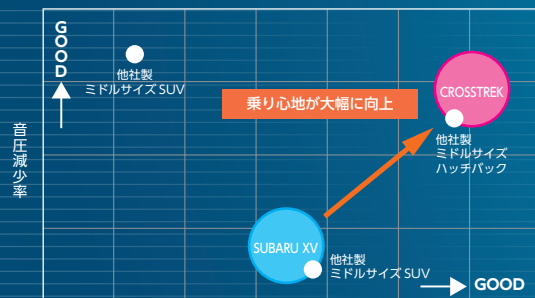 GOOD
他社製
ミドルサイズ SUV
乗り心地が大幅に向上
CROSSTREK
他社製
ミドルサイズ
ハッチバック
音圧減少率
SUBARU XV
他社製
ミドルサイズ SUV
GOOD